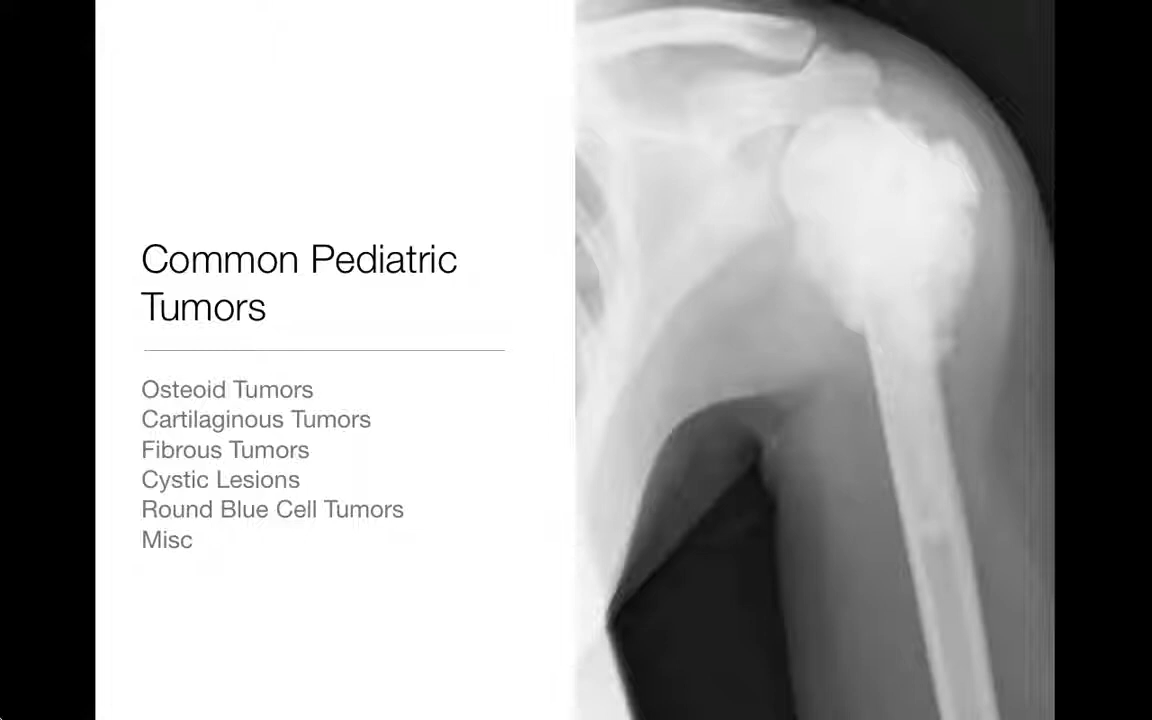 Common Pediatric
Tumors
Osteoid Tumors
Cartilaginous Tumors
Fibrous Tumors
Cystic Lesions
Round Blue Cell Tumors
Misc